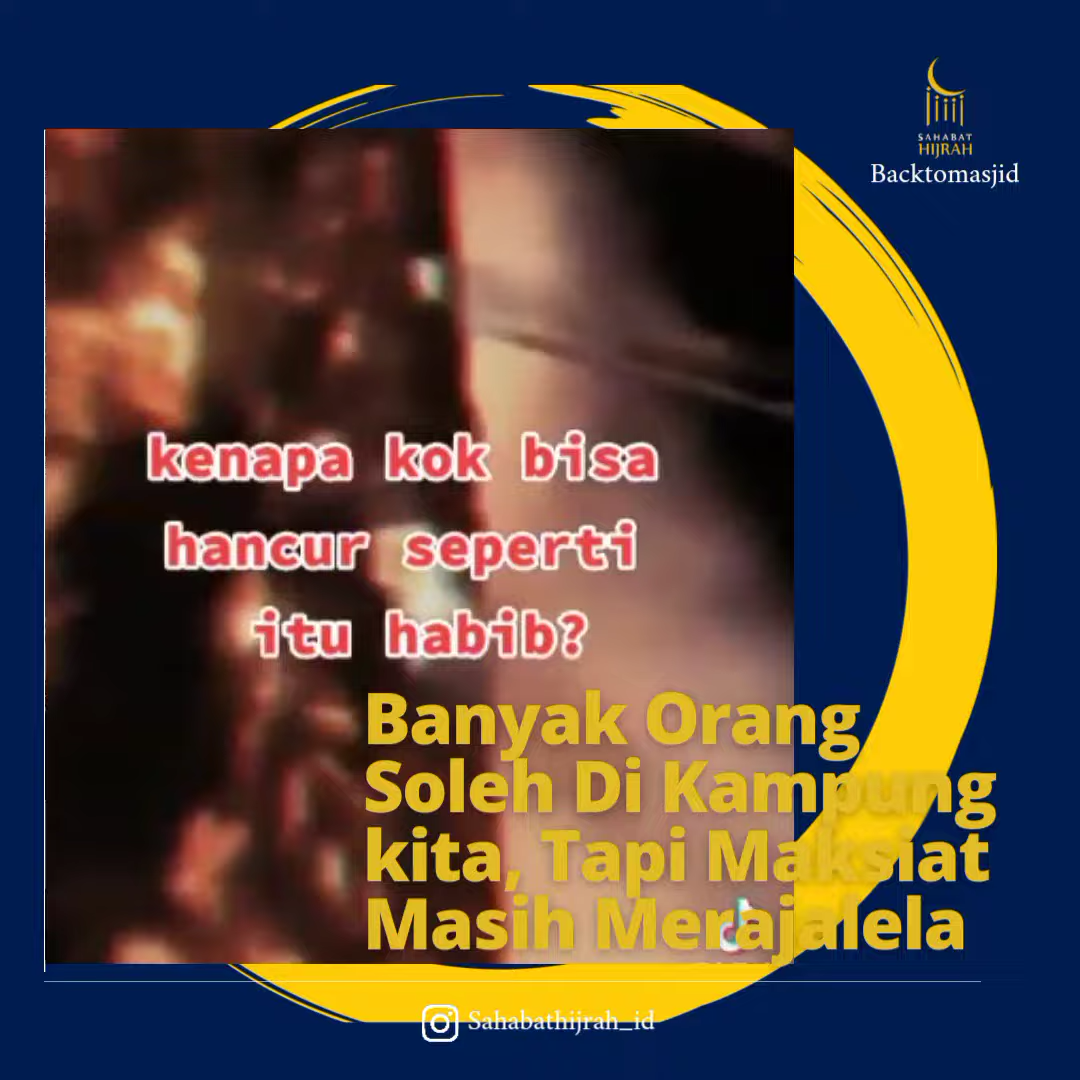 SAHABAT
HIJRAH
Backtomasjid
kenapa kok bisa
hancur seperti
itu habib?
Banyak Orang
Soleh Di Kampung
kita, Tapi Maksiat
Masih Merajalela
Sahabathijrah_id